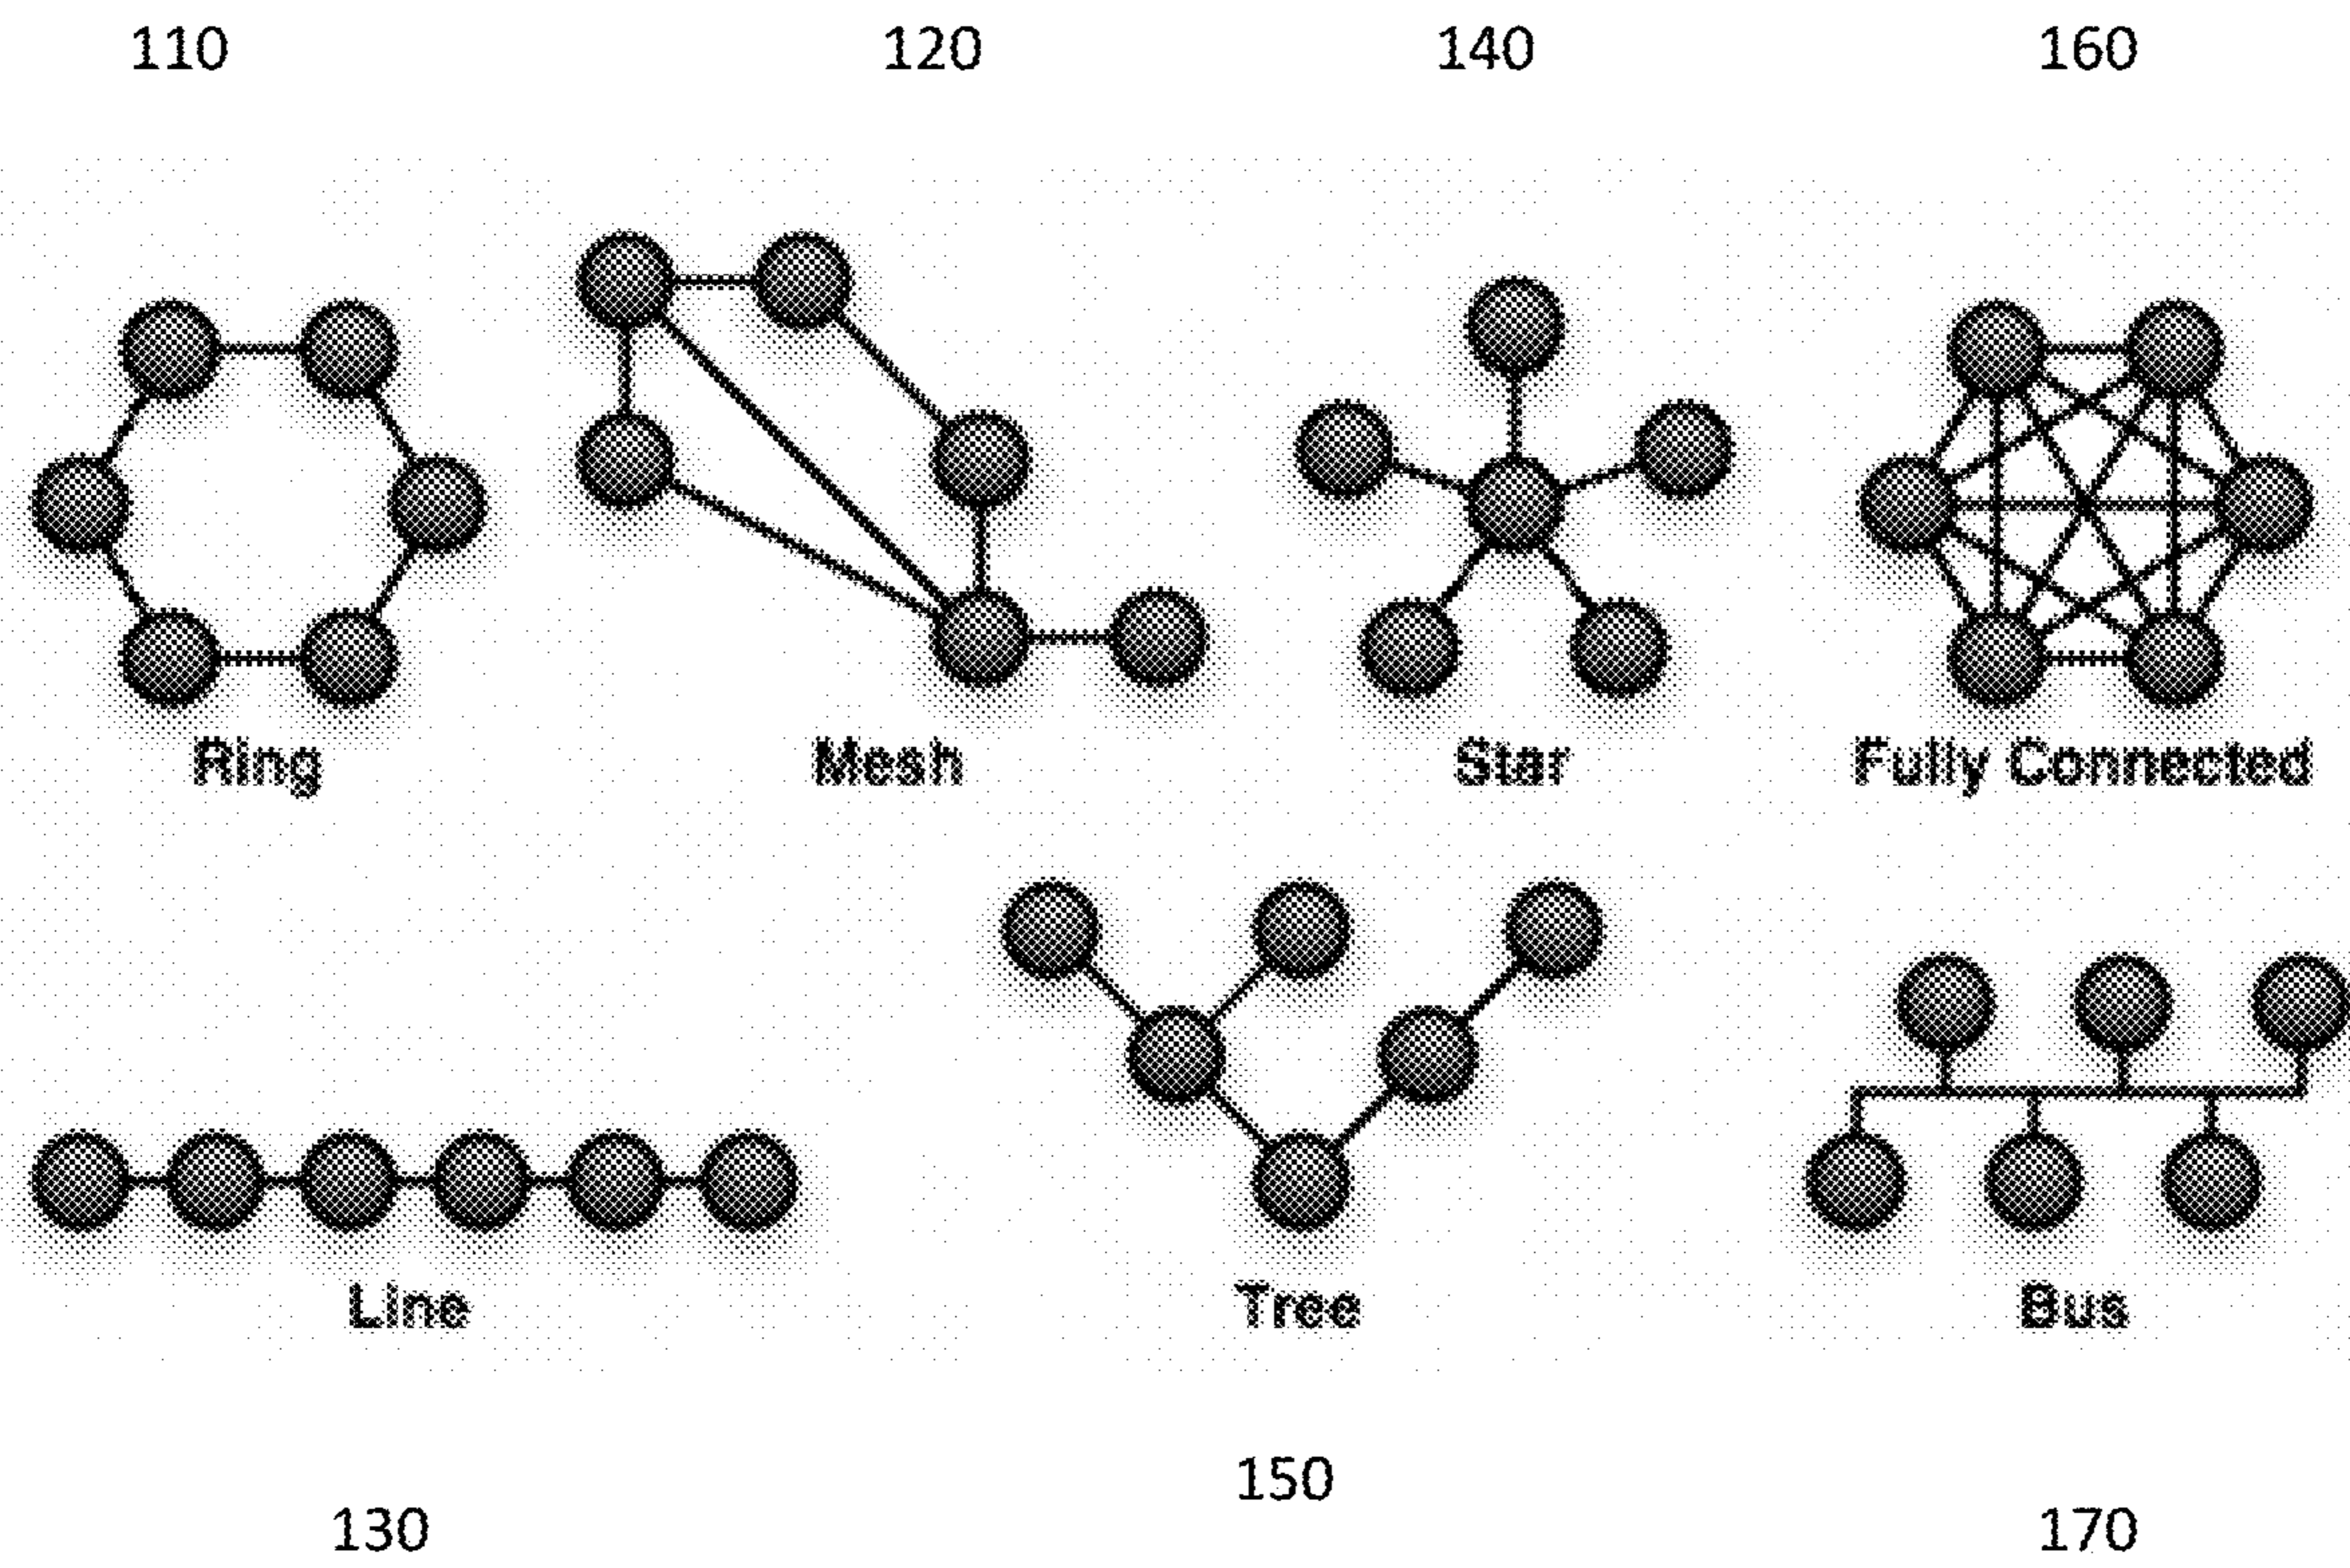 110 120 140 160
Ring Mesh Star Fully Connected
Line Tree Bus
150
130 170